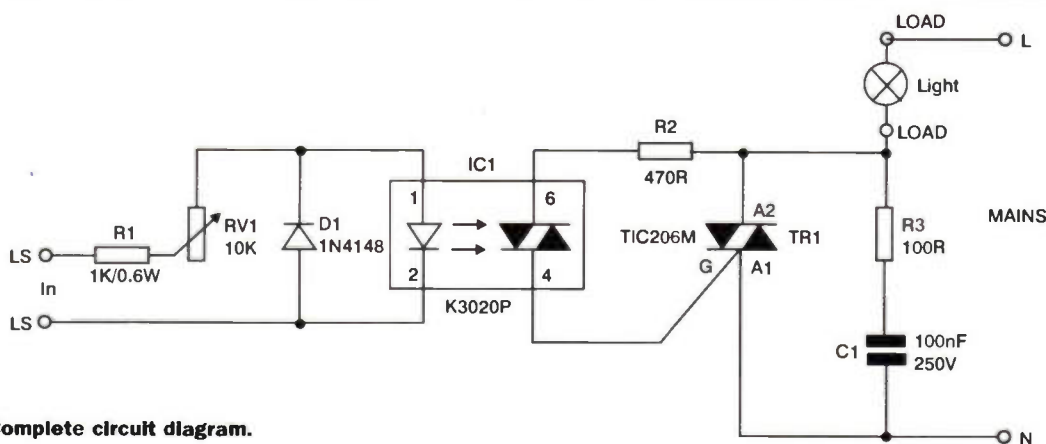 LOAD
L
Light
LOAD
R2
470R
IC1
1
6
2
4
K3020P
R1
1K/0.6W
RV1
10K
D1
1N4148
LS
In
LS
TIC206M
A2
TR1
G
A1
R3
100R
MAINS
C1
100nF
250V
N
omplete circuit diagram.